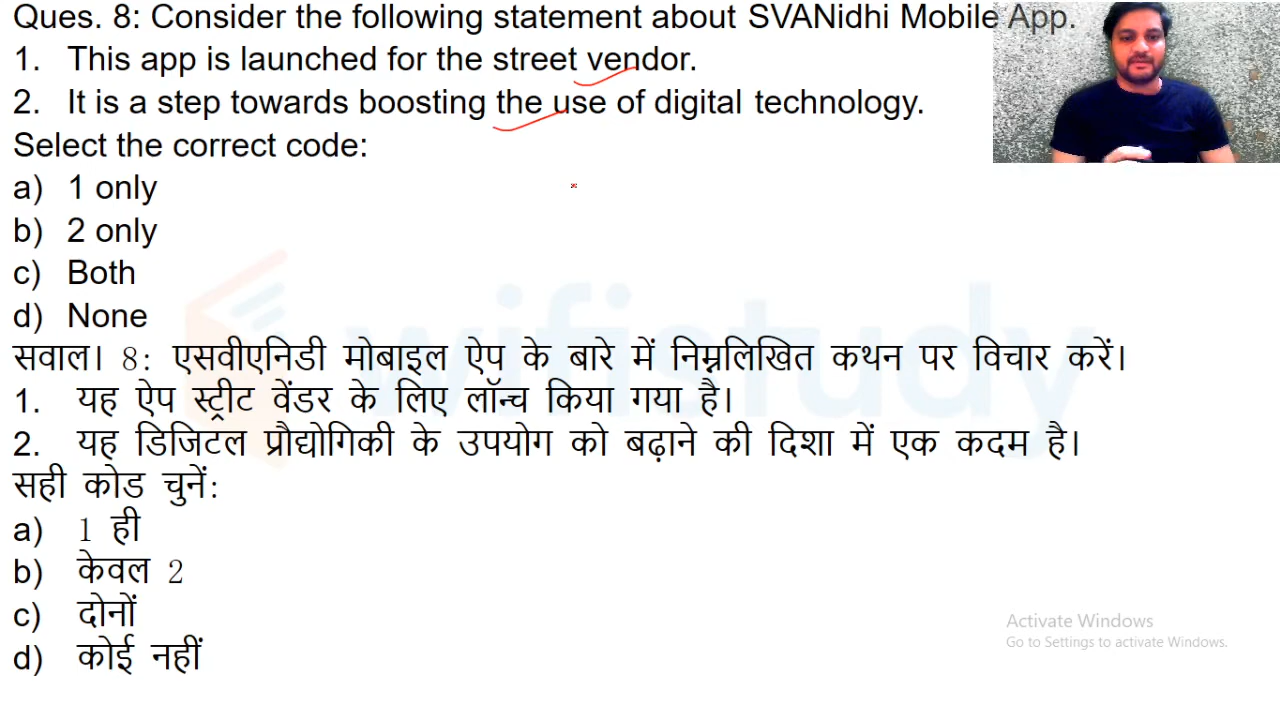 Ques. 8: Consider the following statement about SVANidhi Mobile App.
1. This app is launched for the street vendor.
2. It is a step towards boosting the use of digital technology.
Select the correct code:
a) 1 only
b) 2 only
c) Both
d) None
सवाल। 8: एसवीएनिडी मोबाइल ऐप के बारे में निम्नलिखित कथन पर विचार करें।
1. यह ऐप स्ट्रीट वेंडर के लिए लॉन्च किया गया है।
2. यह डिजिटल प्रौद्योगिकी के उपयोग को बढ़ाने की दिशा में एक कदम है।
सही कोड चुनें:
a) 1 ही
b) केवल 2
c) दोनों
d) कोई नहीं
wifistudy
Activate Windows
Go to Settings to activate Windows.